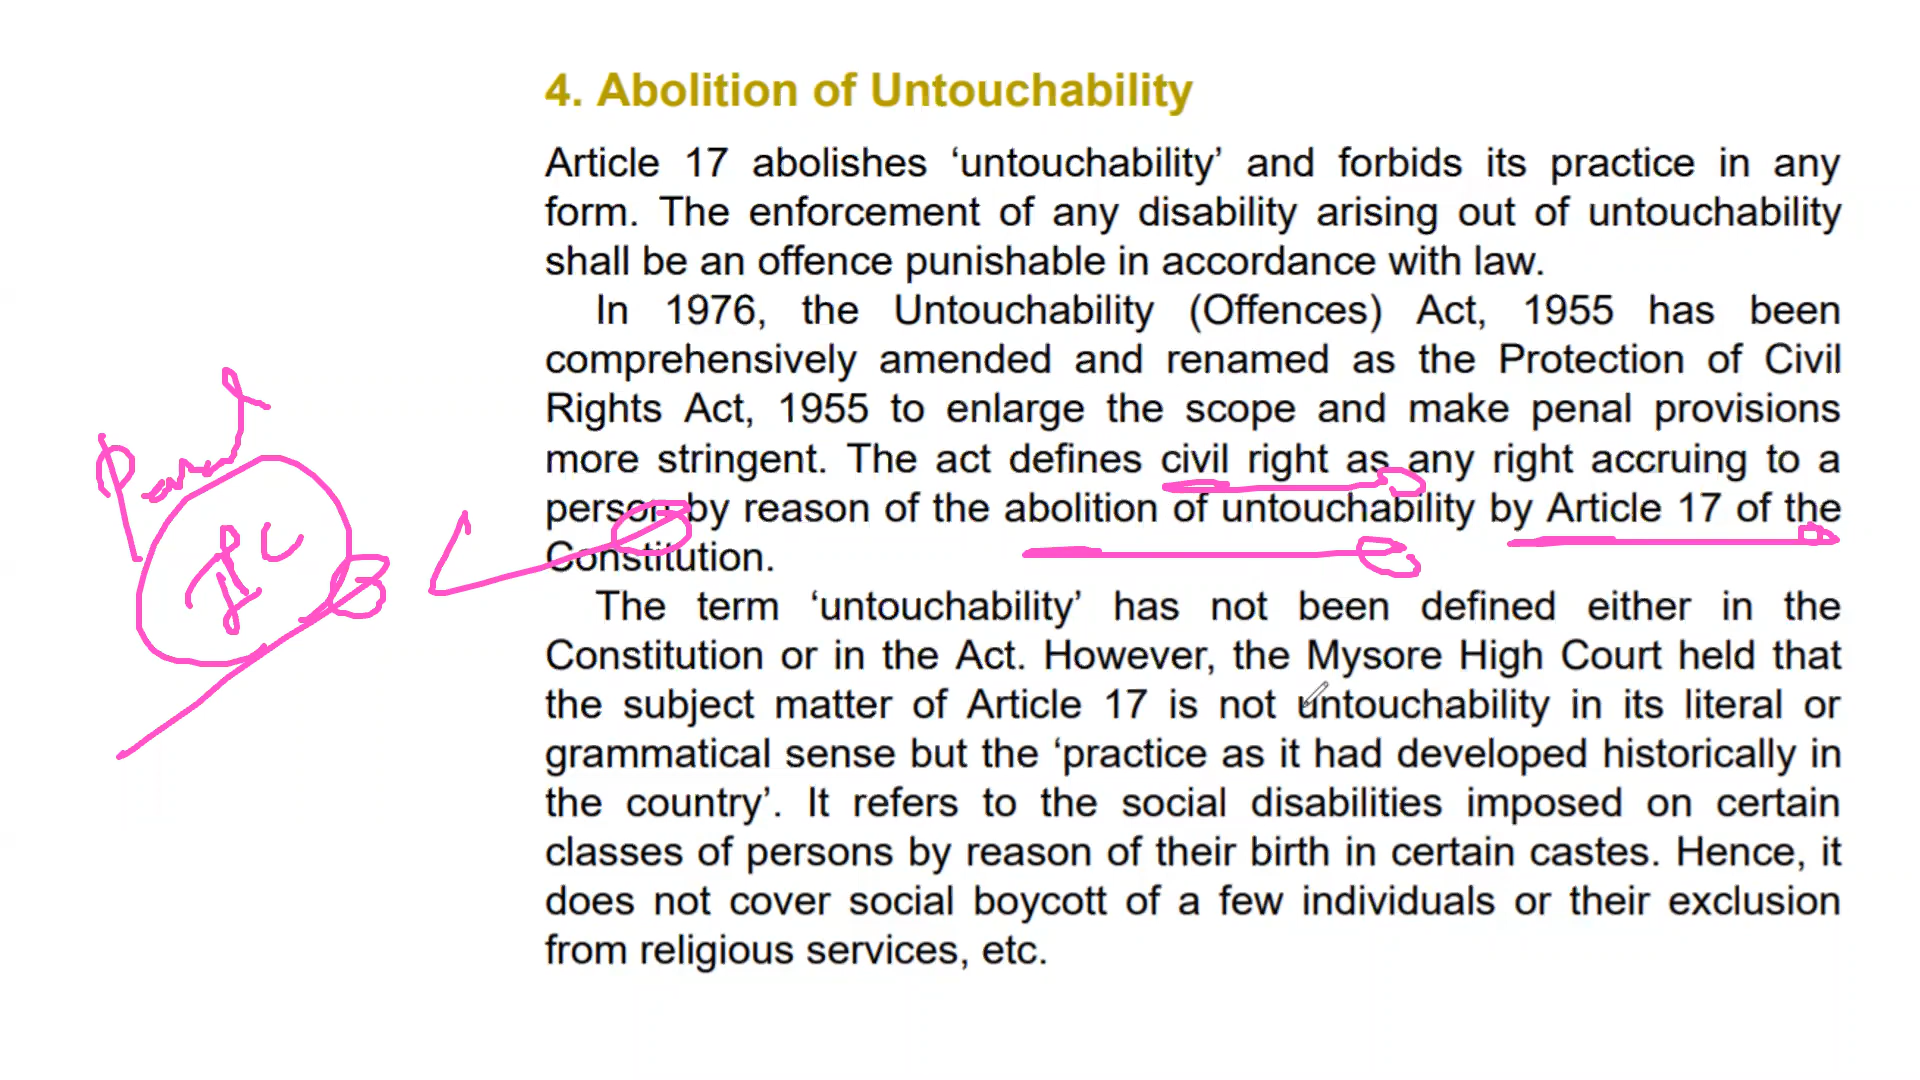 4. Abolition of Untouchability
Article 17 abolishes ‘untouchability’ and forbids its practice in any
form. The enforcement of any disability arising out of untouchability
shall be an offence punishable in accordance with law.
In 1976, the Untouchability (Offences) Act, 1955 has been
comprehensively amended and renamed as the Protection of Civil
Rights Act, 1955 to enlarge the scope and make penal provisions
more stringent. The act defines civil right as any right accruing to a
person by reason of the abolition of untouchability by Article 17 of the
Constitution.
The term ‘untouchability’ has not been defined either in the
Constitution or in the Act. However, the Mysore High Court held that
the subject matter of Article 17 is not untouchability in its literal or
grammatical sense but the ‘practice as it had developed historically in
the country’. It refers to the social disabilities imposed on certain
classes of persons by reason of their birth in certain castes. Hence, it
does not cover social boycott of a few individuals or their exclusion
from religious services, etc.